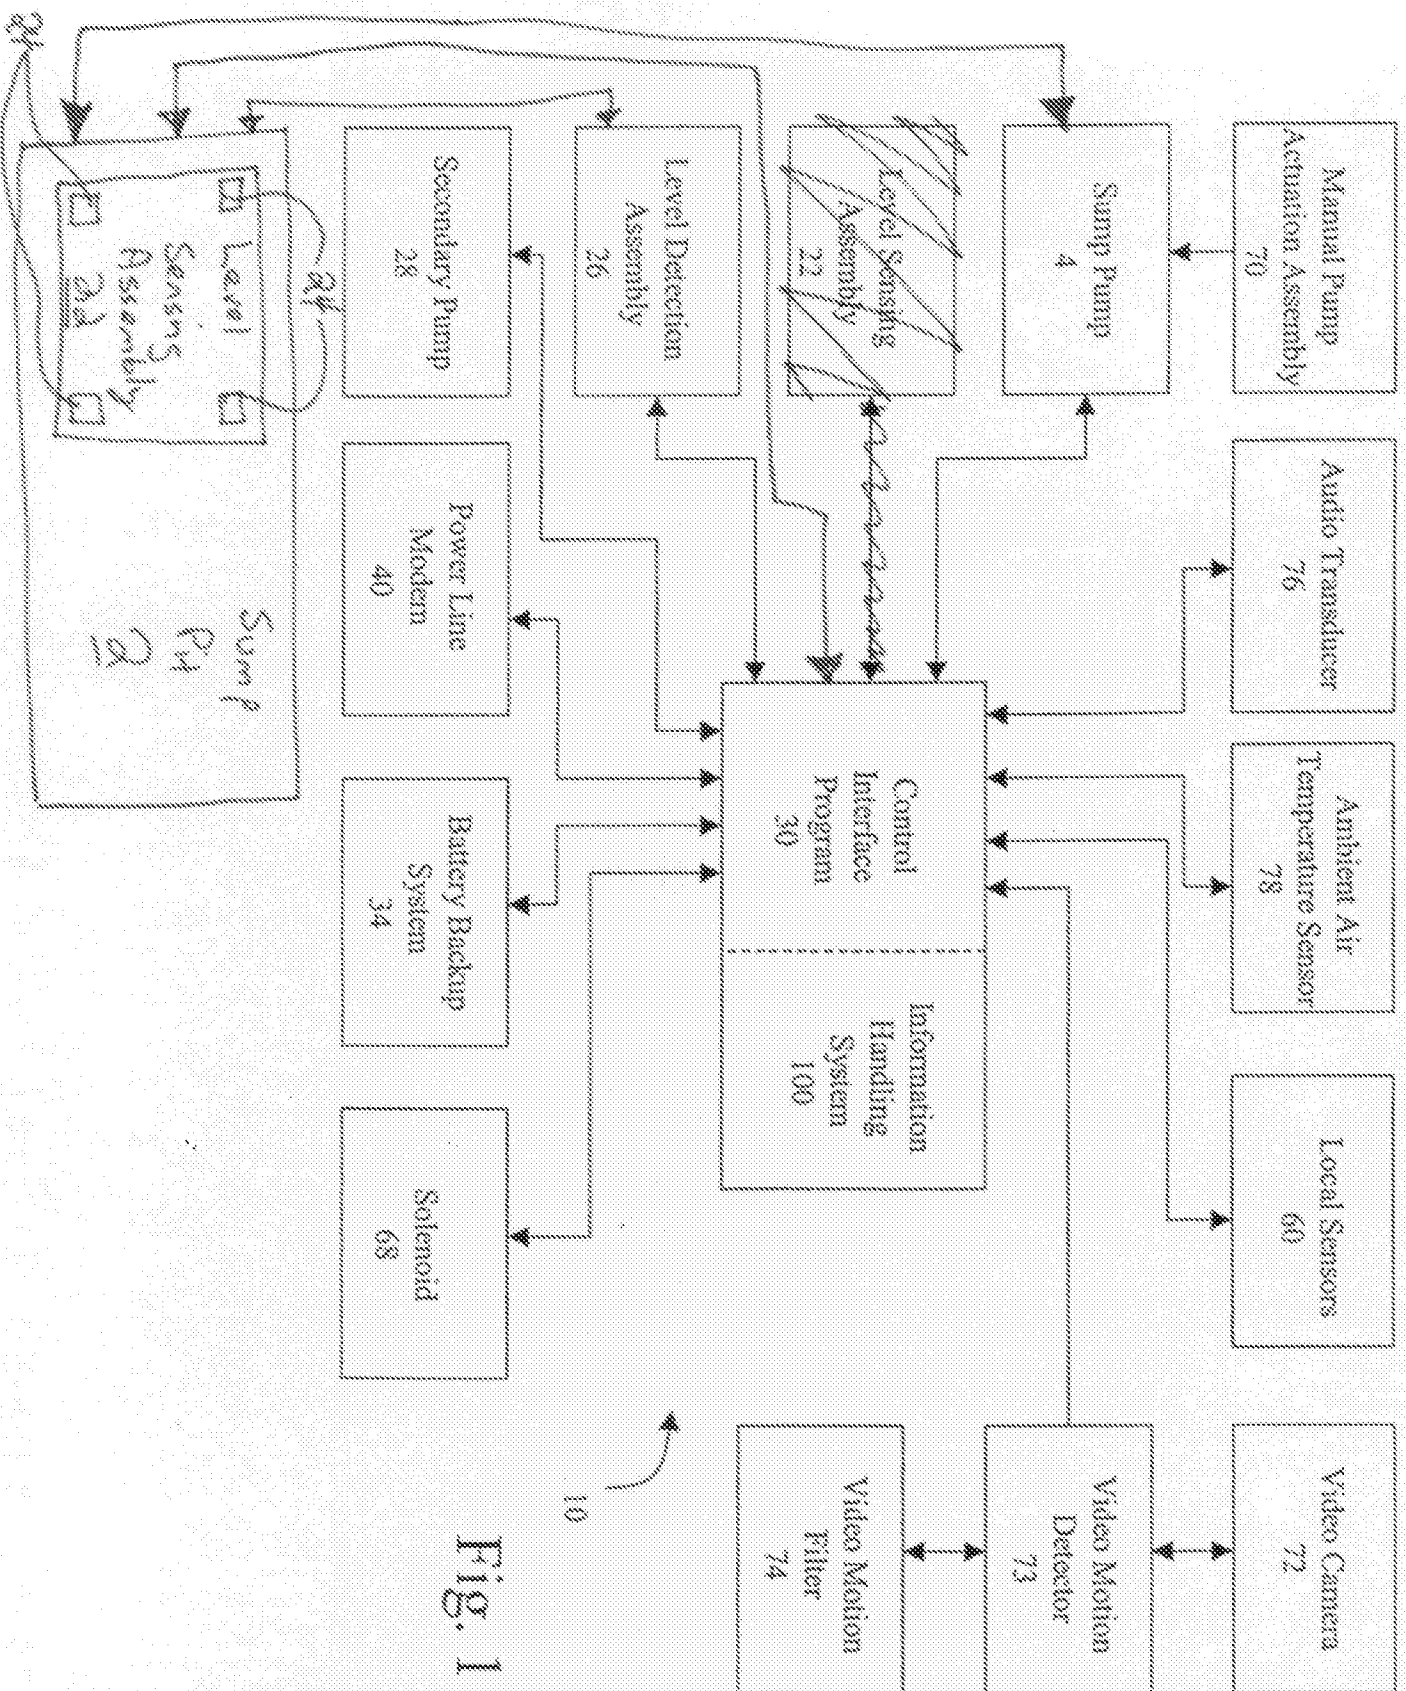 Manual Pump
Actuation Assembly
70
Audio Transducer
76
Ambient Air
Temperature Sensor
78
Local Sensors
60
Video Camera
72
Sump Pump
4
Video Motion
Detector
73
Level Sensing
Assembly
22
Control
Interface
Program
30
Information
Handling
System
100
Video Motion
Filter
74
Level Detection
Assembly
26
10
Secondary Pump
28
Power Line
Modem
40
Battery Backup
System
34
Solenoid
68
Fig. 1
24
Level
Sensing
Assembly
22
Sump
Pit
2
24